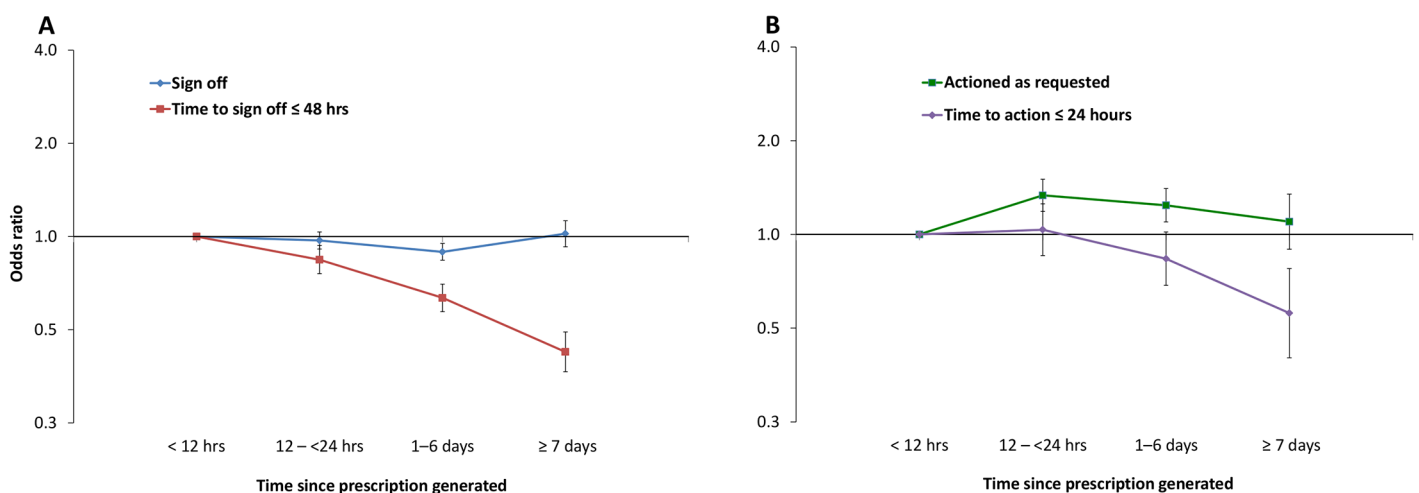 A
4.0
2.0
1.0
0.5
0.3
Odds ratio
Sign off
Time to sign off ≤ 48 hrs
< 12 hrs
12 – <24 hrs
1–6 days
≥ 7 days
Time since prescription generated
B
4.0
2.0
1.0
0.5
0.3
Actioned as requested
Time to action ≤ 24 hours
< 12 hrs
12 – <24 hrs
1–6 days
≥ 7 days
Time since prescription generated